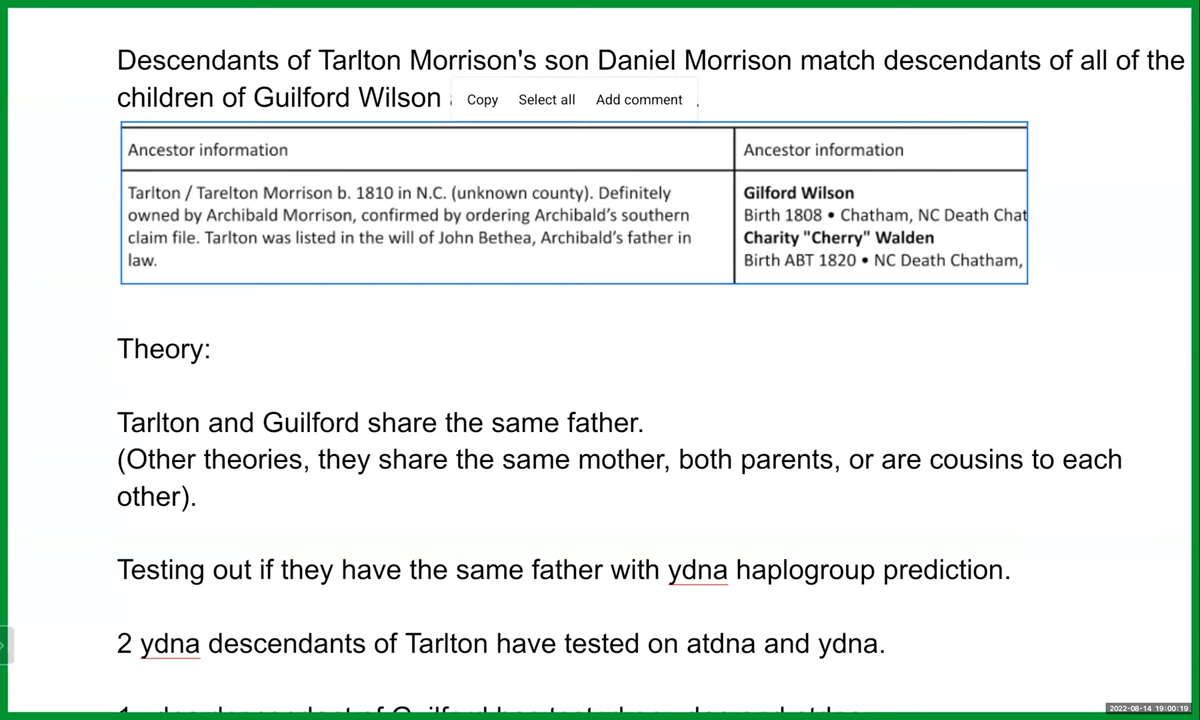 Descendants of Tarlton Morrison's son Daniel Morrison match descendants of all of the
children of Guilford Wilson
Copy Select all Add comment
Ancestor information
Tarlton / Tarelton Morrison b. 1810 in N.C. (unknown county). Definitely
owned by Archibald Morrison, confirmed by ordering Archibald's southern
claim file. Tarlton was listed in the will of John Bethea, Archibald's father in
law.
Ancestor information
Gilford Wilson
Birth 1808 • Chatham, NC Death Chat
Charity "Cherry" Walden
Birth ABT 1820 • NC Death Chatham,
Theory:
Tarlton and Guilford share the same father.
(Other theories, they share the same mother, both parents, or are cousins to each
other).
Testing out if they have the same father with ydna haplogroup prediction.
2 ydna descendants of Tarlton have tested on atdna and ydna.
2022-08-14 19:00:19